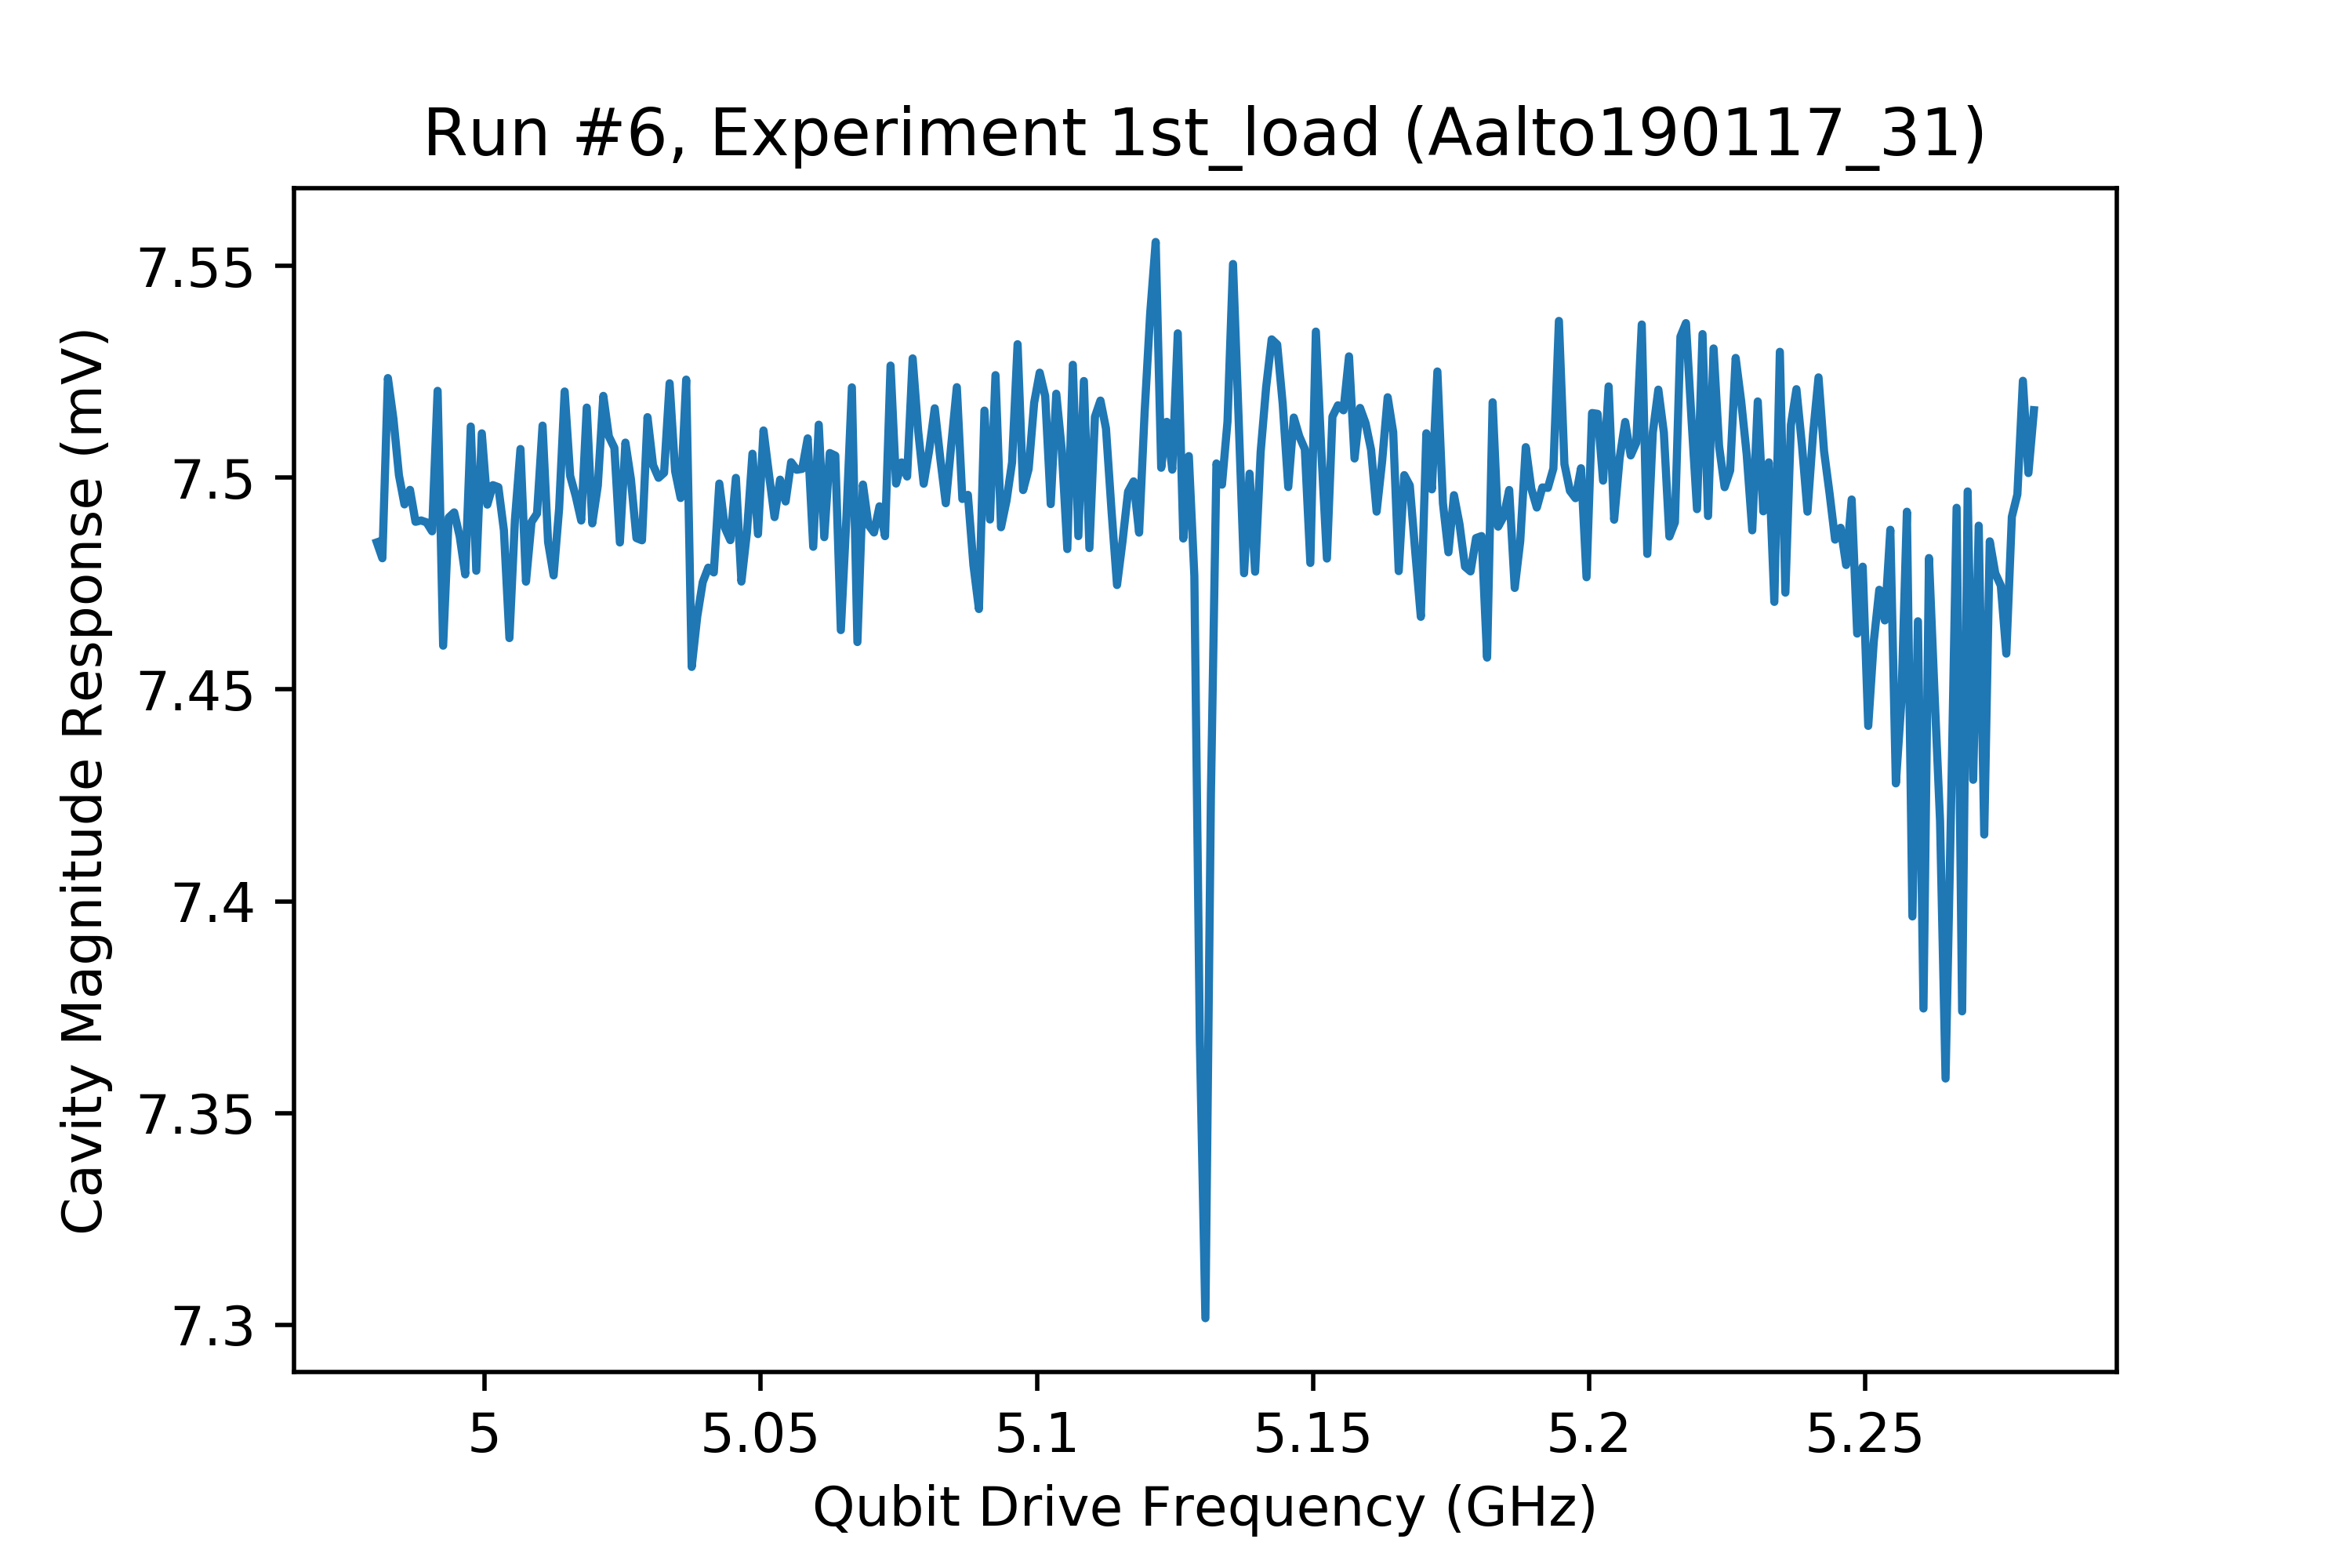 Run #6, Experiment 1st_load (Aalto190117_31)
Cavity Magnitude Response (mV)
7.55
7.5
7.45
7.4
7.35
7.3
5 5.05 5.1 5.15 5.2 5.25
Qubit Drive Frequency (GHz)